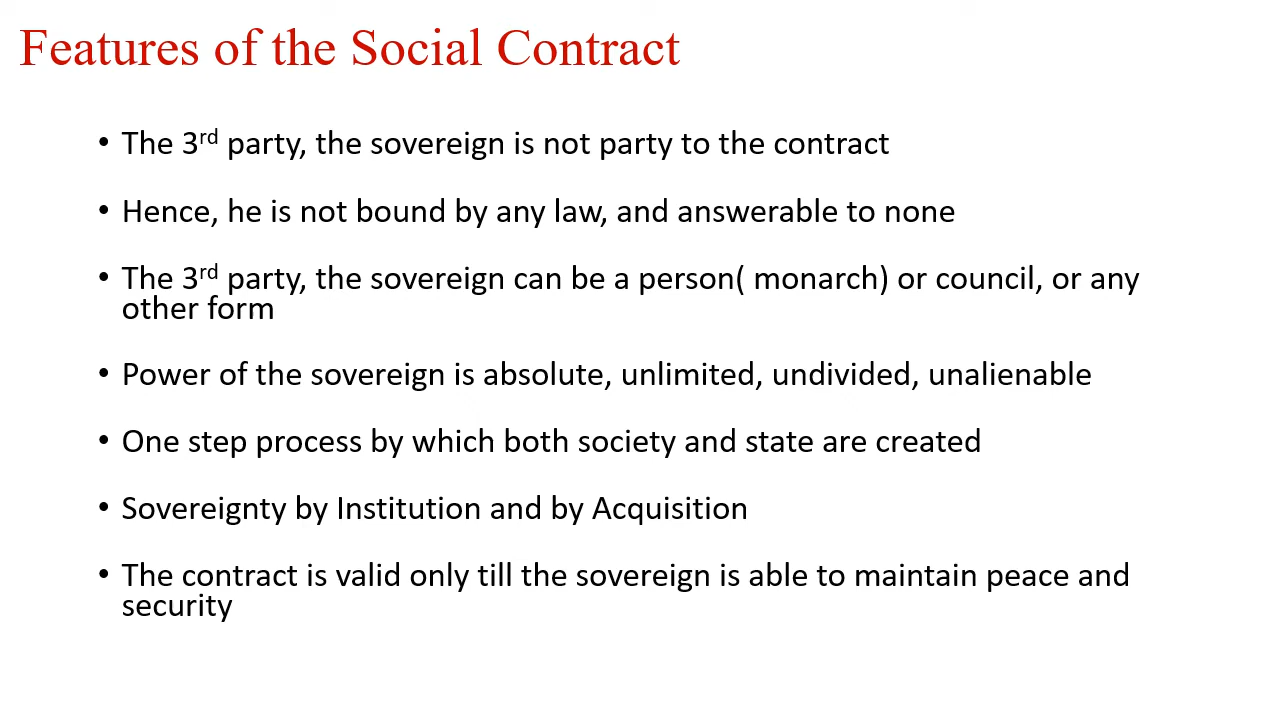 Features of the Social Contract
• The 3rd party, the sovereign is not party to the contract
• Hence, he is not bound by any law, and answerable to none
• The 3rd party, the sovereign can be a person( monarch) or council, or any
other form
• Power of the sovereign is absolute, unlimited, undivided, unalienable
• One step process by which both society and state are created
• Sovereignty by Institution and by Acquisition
• The contract is valid only till the sovereign is able to maintain peace and
security